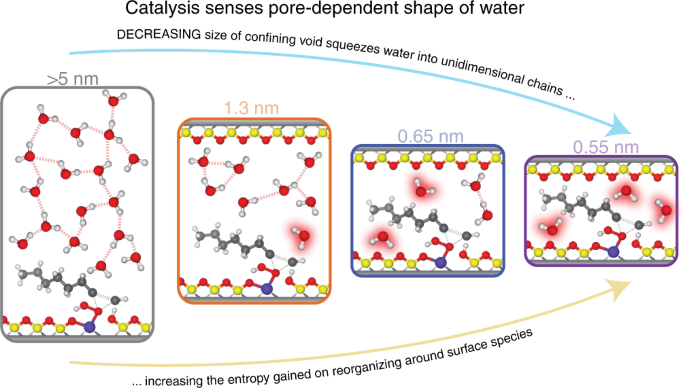 Catalysis senses pore-dependent shape of water
DECREASING size of confining void squeezes water into unidimensional chains ...
>5 nm
1.3 nm
0.65 nm
0.55 nm
... increasing the entropy gained on reorganizing around surface species